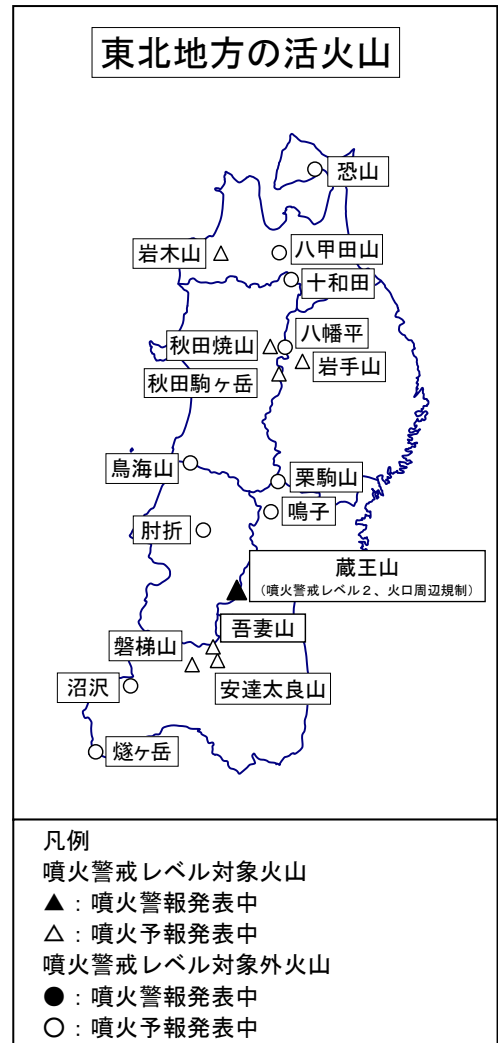 東北地方の活火山
恐山
岩木山
八甲田山
十和田
秋田焼山
八幡平
岩手山
秋田駒ヶ岳
鳥海山
栗駒山
鳴子
肘折
蔵王山
(噴火警戒レベル2、火口周辺規制)
吾妻山
磐梯山
沼沢
安達太良山
燧ヶ岳
凡例
噴火警戒レベル対象火山
▲：噴火警報発表中
△：噴火予報発表中
噴火警戒レベル対象外火山
●：噴火警報発表中
○：噴火予報発表中